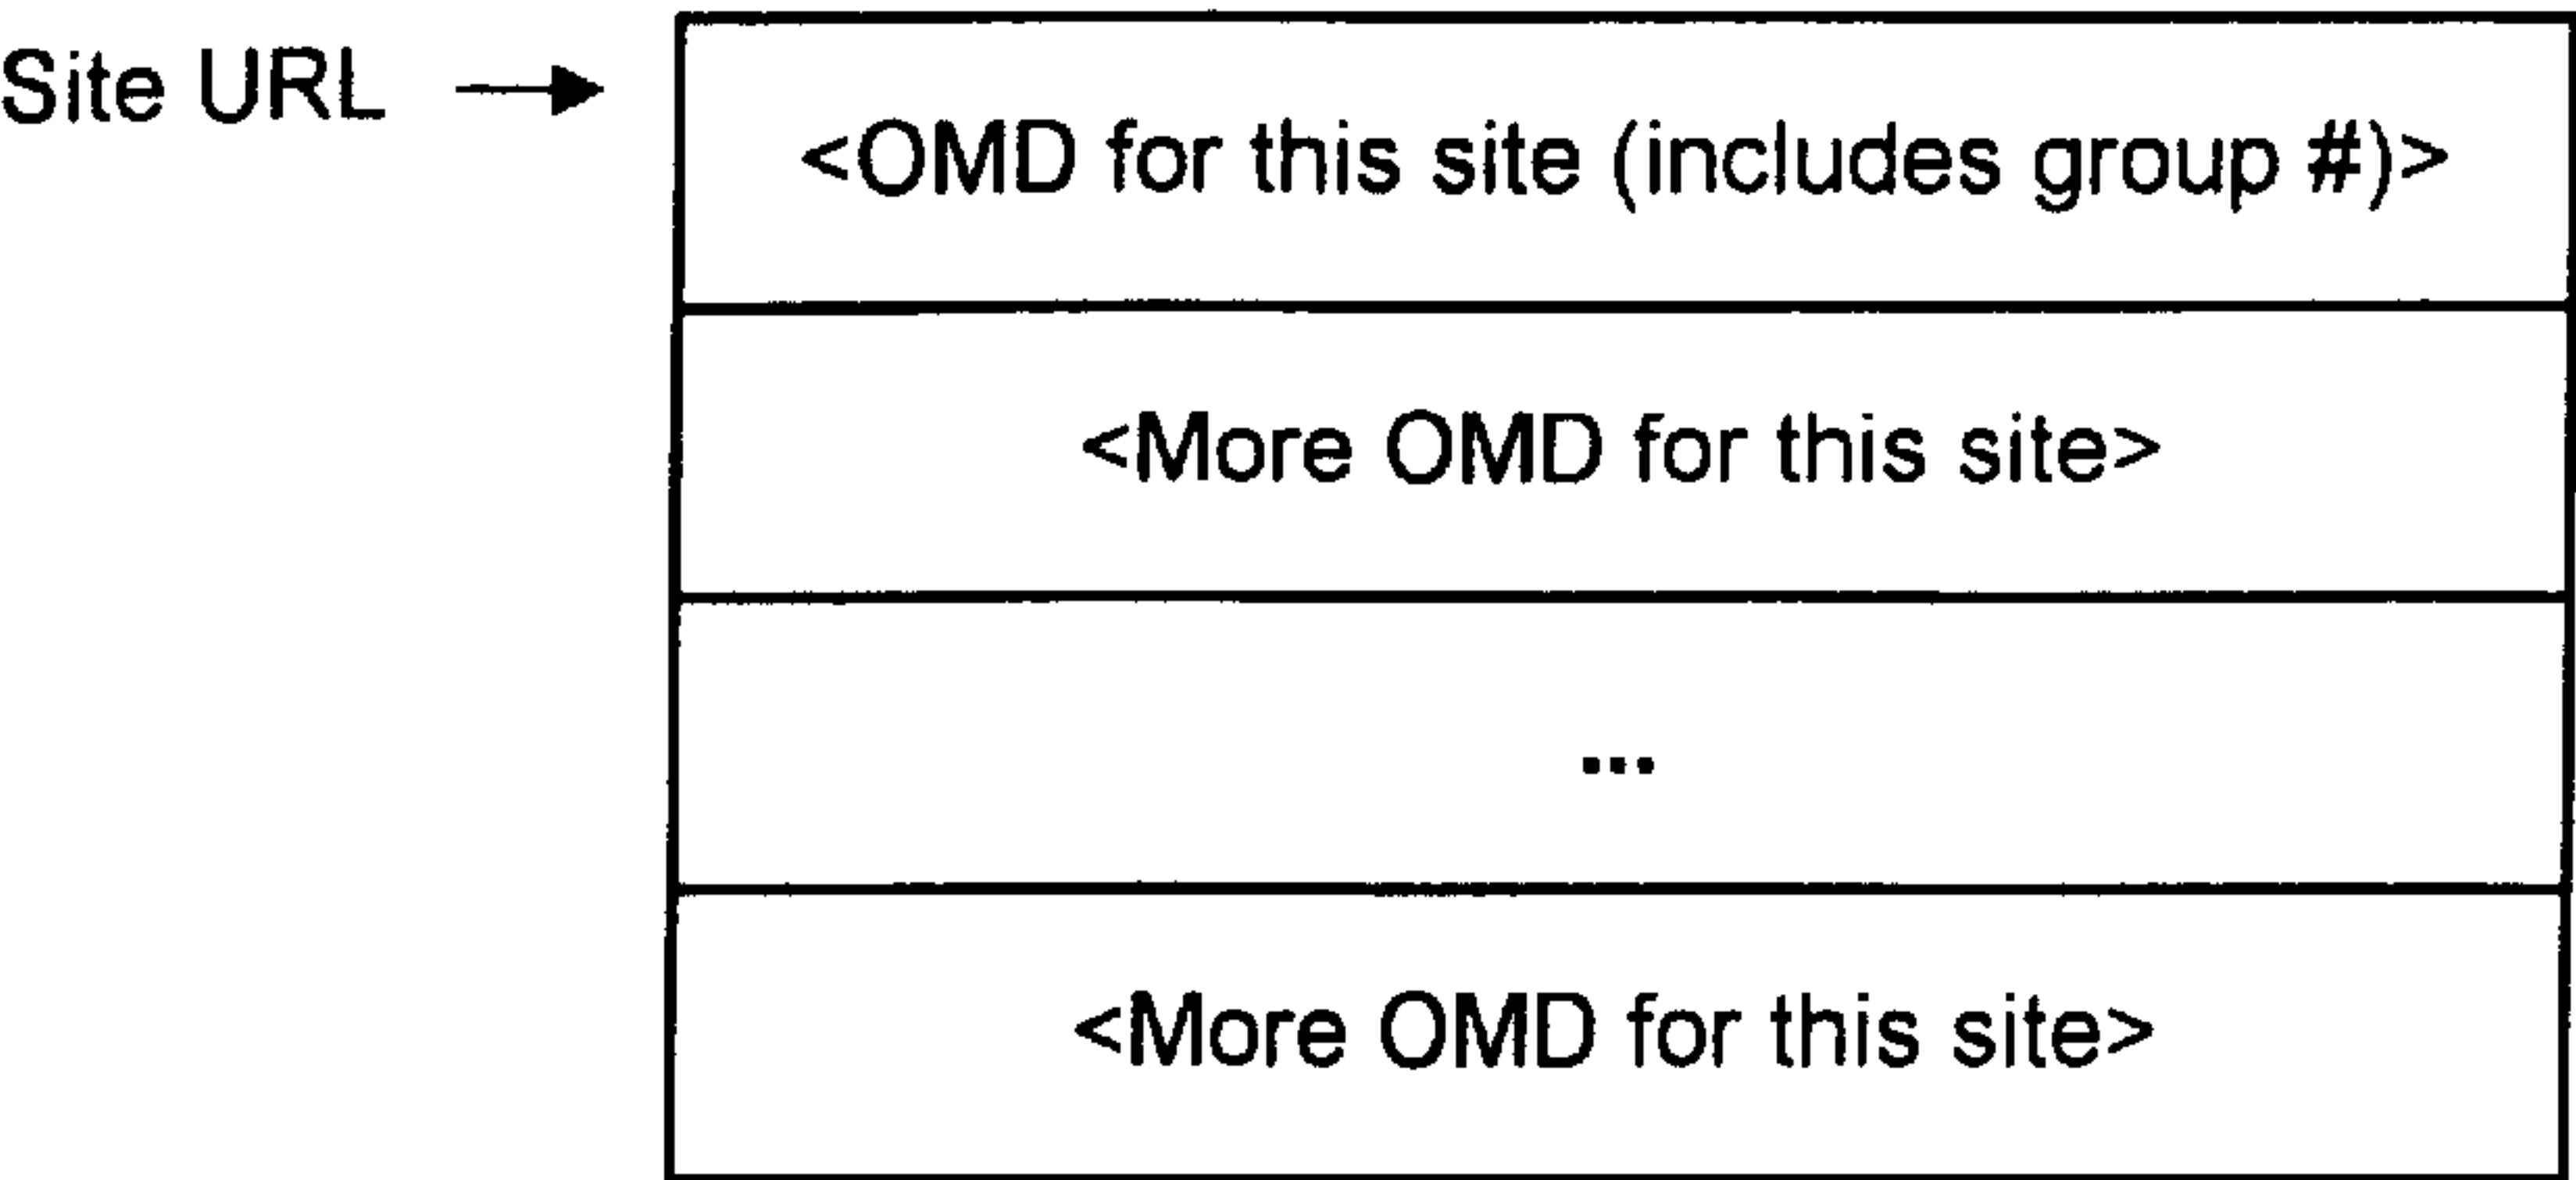 Site URL
<OMD for this site (includes group #)>
<More OMD for this site>
...
<More OMD for this site>